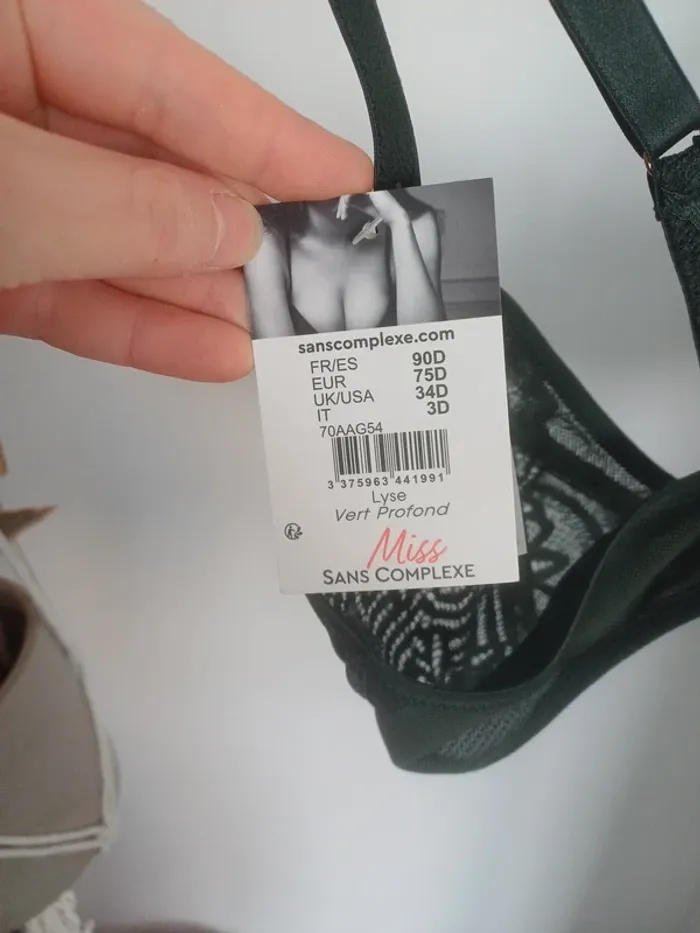 sanscomplexe.com
FR/ES 90D
EUR 75D
UK/USA 34D
IT 3D
70AAG54
3 375963 441991
Lyse
Vert Profond
Miss
SANS COMPLEXE